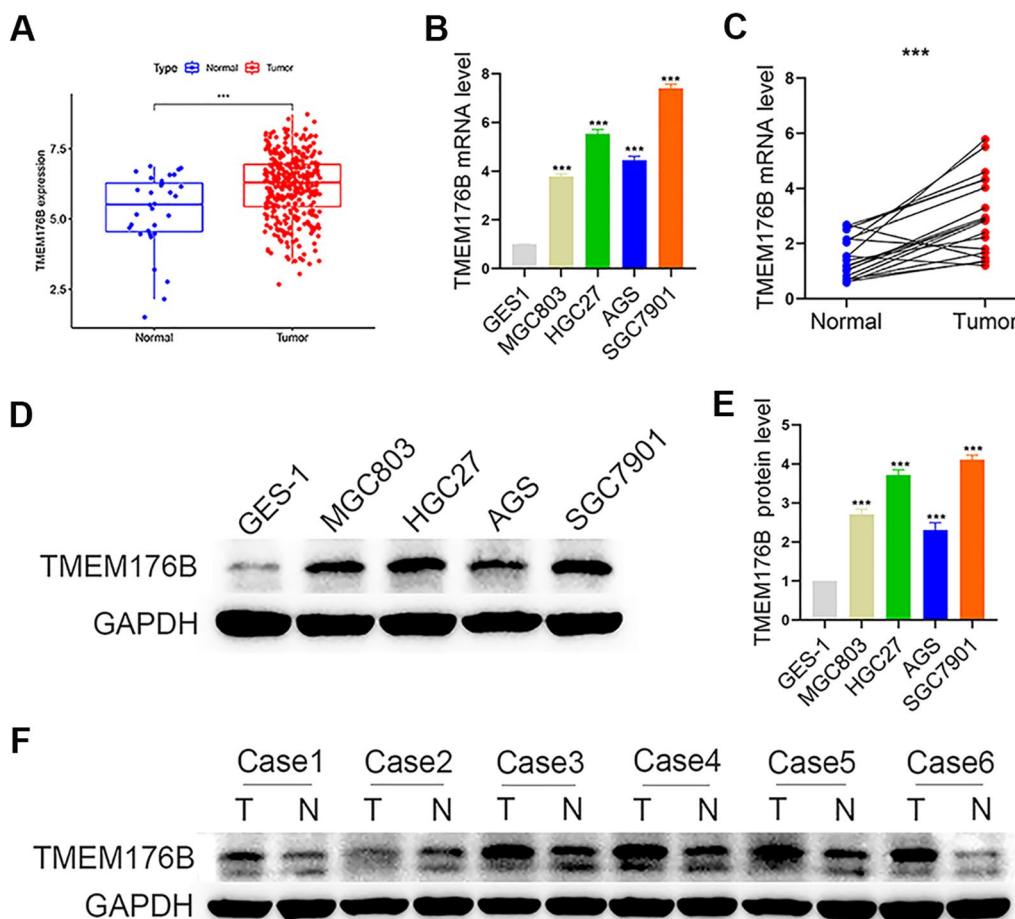 A
Type Normal Tumor
***
TMEM176B expression
7.5
5.0
2.5
Normal Tumor
B
TMEM176B mRNA level
8
6
4
2
0
***
***
***
***
GES1
MGC803
HGC27
AGS
SGC7901
C
***
TMEM176B mRNA level
8
6
4
2
0
Normal Tumor
D
GES-1 MGC803 HGC27 AGS SGC7901
TMEM176B
GAPDH
E
TMEM176B protein level
5
4
3
2
1
0
***
***
***
***
GES-1
MGC803
HGC27
AGS
SGC7901
F
Case1 Case2 Case3 Case4 Case5 Case6
T N T N T N T N T N T N
TMEM176B
GAPDH